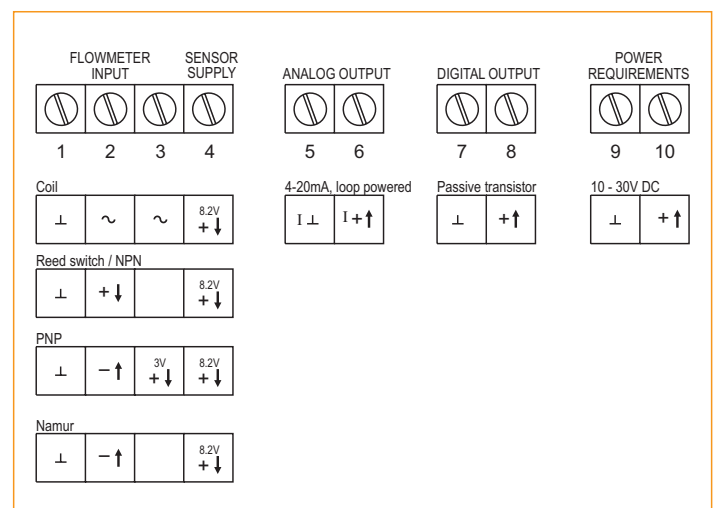 FLOWMETER INPUT
SENSOR SUPPLY
1 2 3 4
ANALOG OUTPUT
5 6
DIGITAL OUTPUT
7 8
POWER REQUIREMENTS
9 10
Coil
⊥ ~ ~ 8.2V +↓
4-20mA, loop powered
I ⊥ I +↑
Passive transistor
⊥ +↑
10 - 30V DC
⊥ +↑
Reed switch / NPN
⊥ +↓ 8.2V +↓
PNP
⊥ −↑ 3V +↓ 8.2V +↓
Namur
⊥ −↑ 8.2V +↓